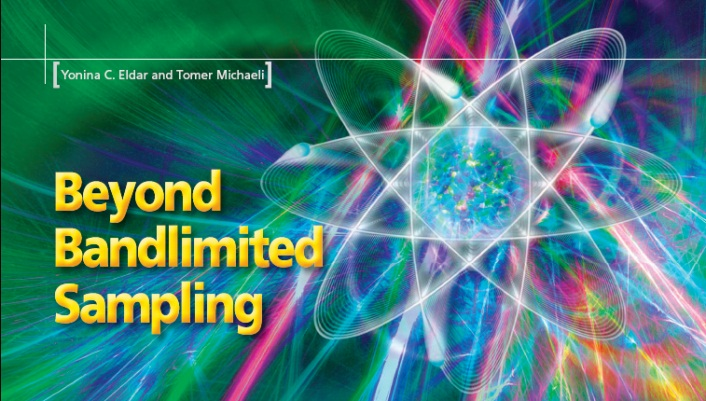 [Yonina C. Eldar and Tomer Michaeli]
Beyond
Bandlimited
Sampling